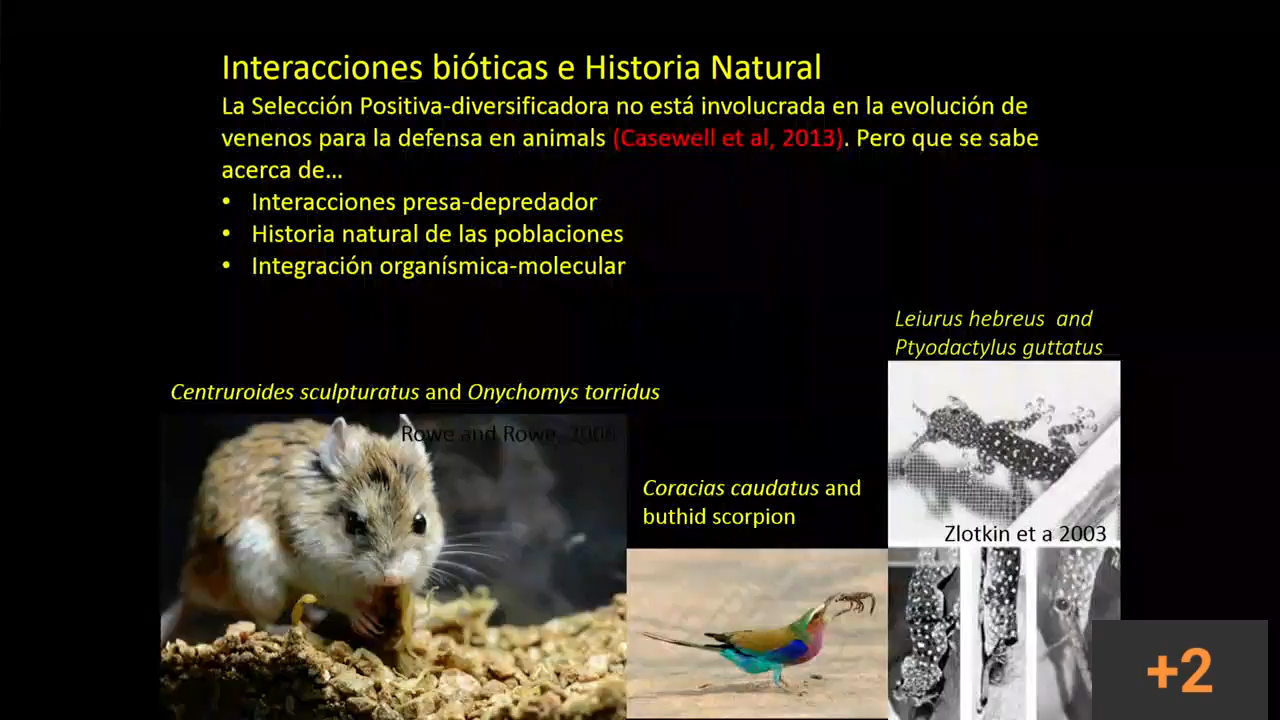 Interacciones bióticas e Historia Natural
La Selección Positiva-diversificadora no está involucrada en la evolución de
venenos para la defensa en animals (Casewell et al, 2013). Pero que se sabe
acerca de…
• Interacciones presa-depredador
• Historia natural de las poblaciones
• Integración organísmica-molecular
Leiurus hebreus and
Ptyodactylus guttatus
Centruroides sculpturatus and Onychomys torridus
Rowe and Rowe, 2006
Coracias caudatus and
buthid scorpion
Zlotkin et a 2003
+2